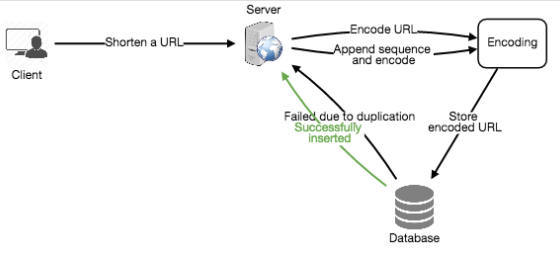 Server
Shorten a URL
Client
Encode URL
Append sequence
and encode
Encoding
Failed due to duplication
Successfully
inserted
Store
encoded URL
Database